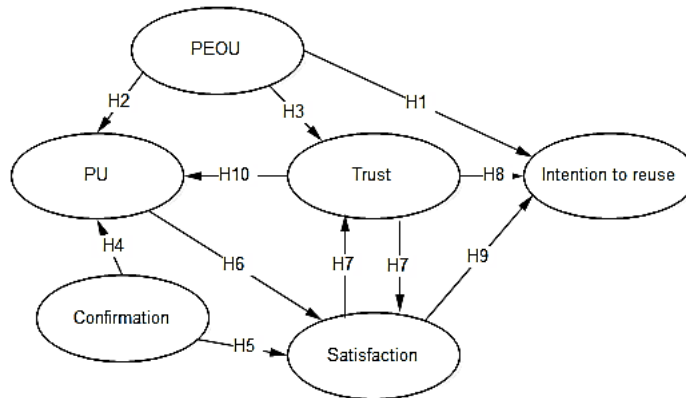 PEOU
H2
H3
H1
PU
H10
Trust
H8
Intention to reuse
H4
H6
H7
H7
H9
Confirmation
H5
Satisfaction